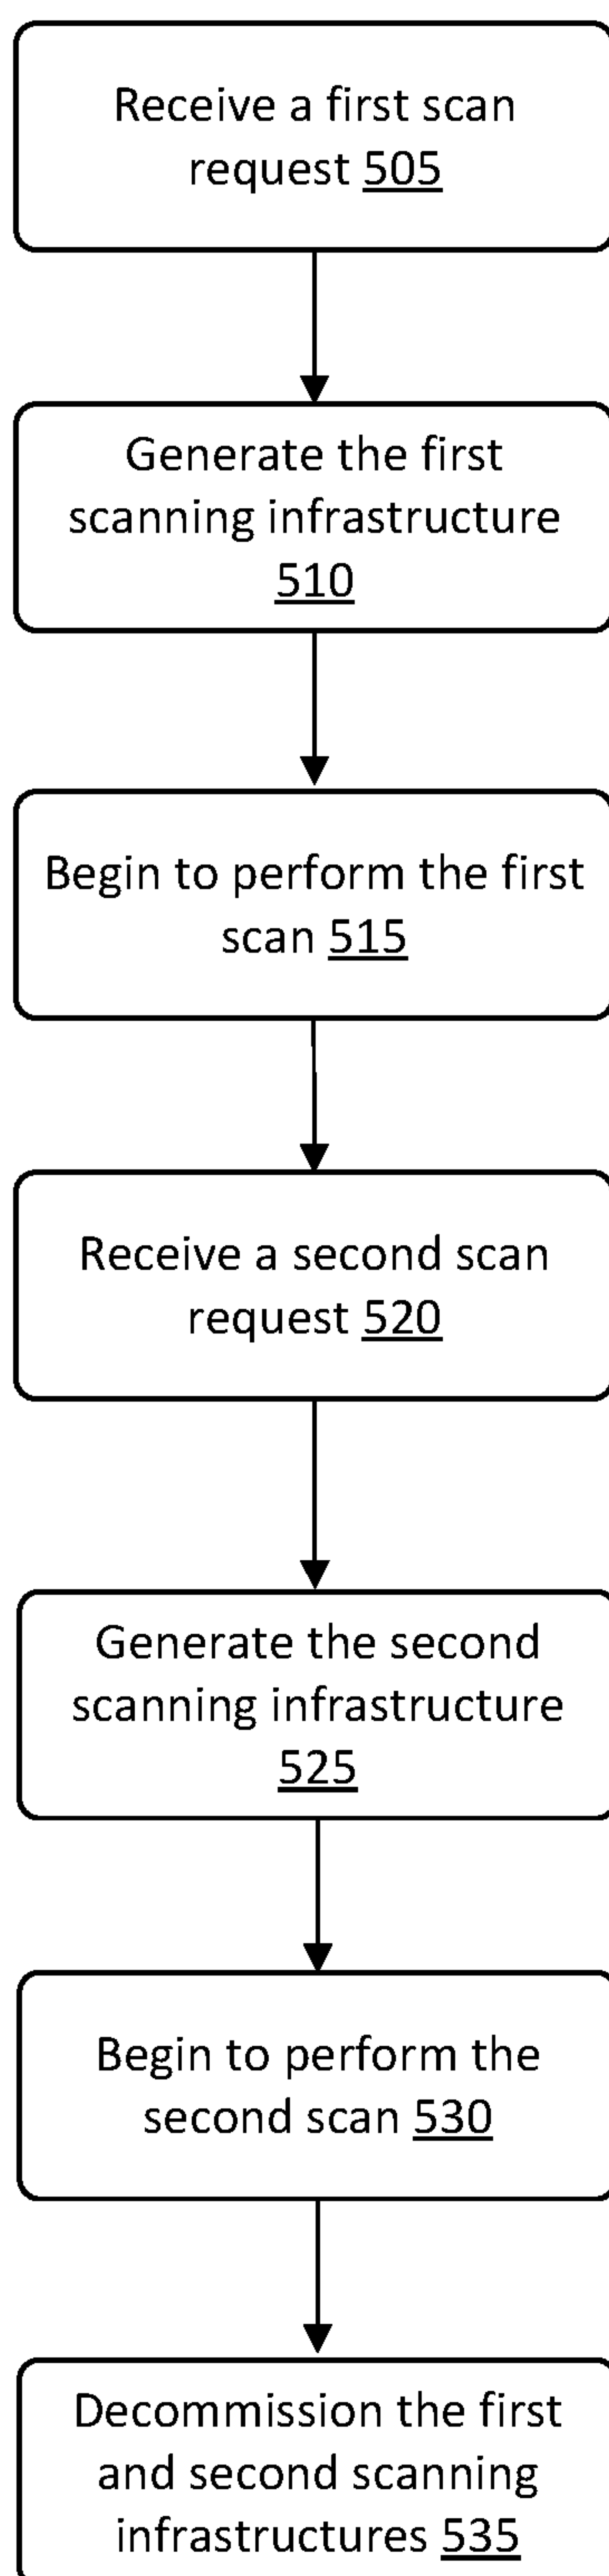 Receive a first scan
request 505
Generate the first
scanning infrastructure
510
Begin to perform the first
scan 515
Receive a second scan
request 520
Generate the second
scanning infrastructure
525
Begin to perform the
second scan 530
Decommission the first
and second scanning
infrastructures 535